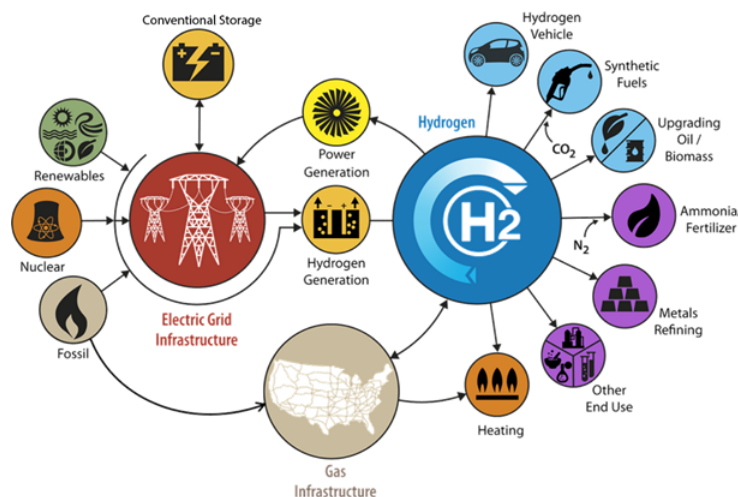 Conventional Storage
Hydrogen
Vehicle
Synthetic
Fuels
Hydrogen
Upgrading
Oil /
Biomass
CO2
Renewables
Power
Generation
H2
Ammonia/
Fertilizer
N2
Nuclear
- +
Hydrogen
Generation
Electric Grid
Infrastructure
Fossil
Metals
Refining
Other
End Use
Heating
Gas
Infrastructure